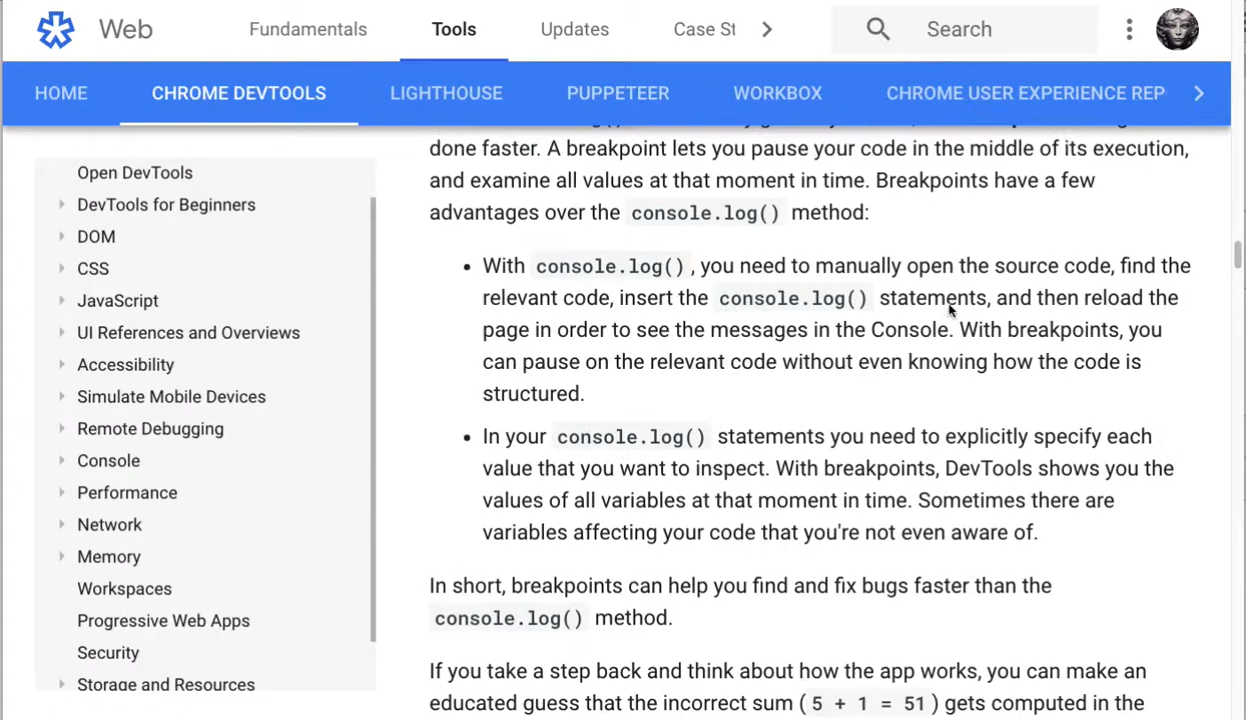 Web
Fundamentals
Tools
Updates
Case St
Search
HOME
CHROME DEVTOOLS
LIGHTHOUSE
PUPPETEER
WORKBOX
CHROME USER EXPERIENCE REP
Open DevTools
DevTools for Beginners
DOM
CSS
JavaScript
UI References and Overviews
Accessibility
Simulate Mobile Devices
Remote Debugging
Console
Performance
Network
Memory
Workspaces
Progressive Web Apps
Security
Storage and Resources
done faster. A breakpoint lets you pause your code in the middle of its execution,
and examine all values at that moment in time. Breakpoints have a few
advantages over the console.log() method:
• With console.log() , you need to manually open the source code, find the
relevant code, insert the console.log() statements, and then reload the
page in order to see the messages in the Console. With breakpoints, you
can pause on the relevant code without even knowing how the code is
structured.
• In your console.log() statements you need to explicitly specify each
value that you want to inspect. With breakpoints, DevTools shows you the
values of all variables at that moment in time. Sometimes there are
variables affecting your code that you're not even aware of.
In short, breakpoints can help you find and fix bugs faster than the
console.log() method.
If you take a step back and think about how the app works, you can make an
educated guess that the incorrect sum ( 5 + 1 = 51 ) gets computed in the